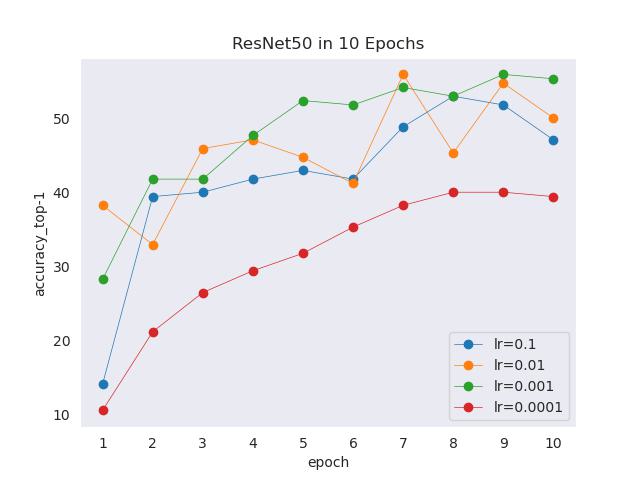 ResNet50 in 10 Epochs
accuracy_top-1
50
40
30
20
10
lr=0.1
lr=0.01
lr=0.001
lr=0.0001
1 2 3 4 5 6 7 8 9 10
epoch